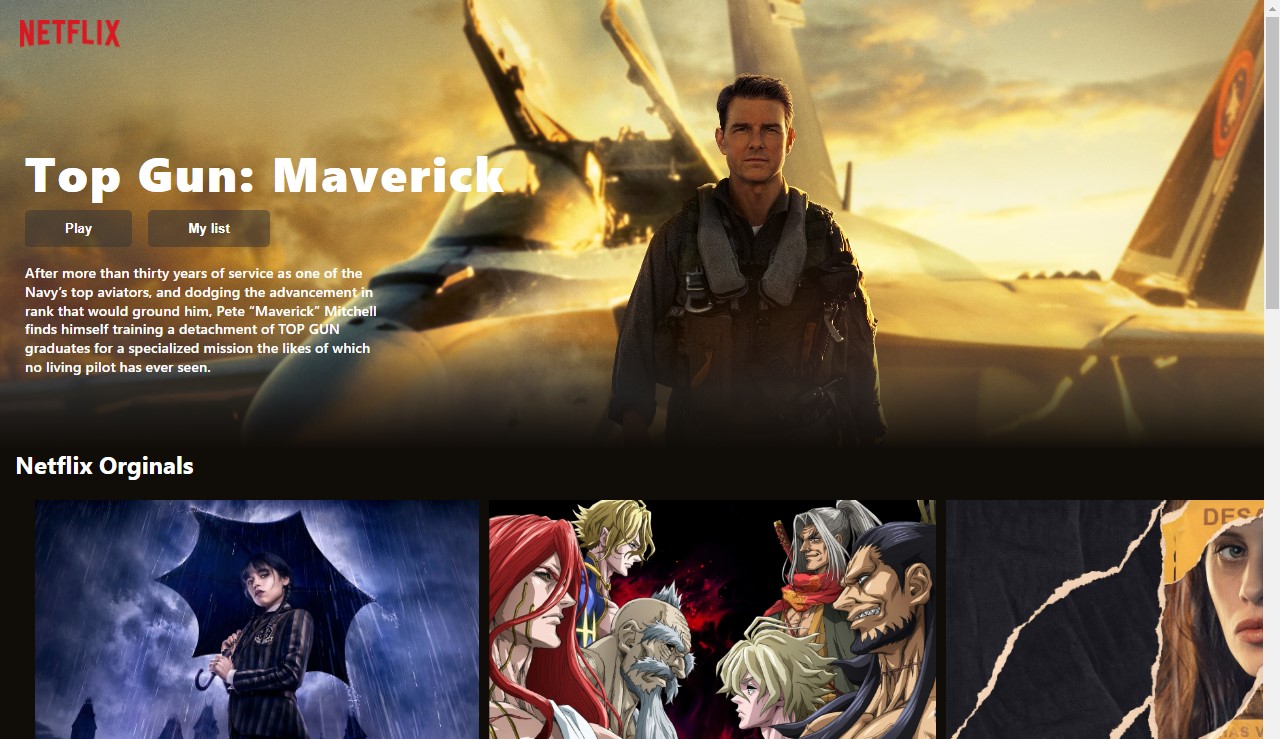 NETFLIX
Top Gun: Maverick
Play
My list
After more than thirty years of service as one of the
Navy’s top aviators, and dodging the advancement in
rank that would ground him, Pete “Maverick” Mitchell
finds himself training a detachment of TOP GUN
graduates for a specialized mission the likes of which
no living pilot has ever seen.
Netflix Orginals